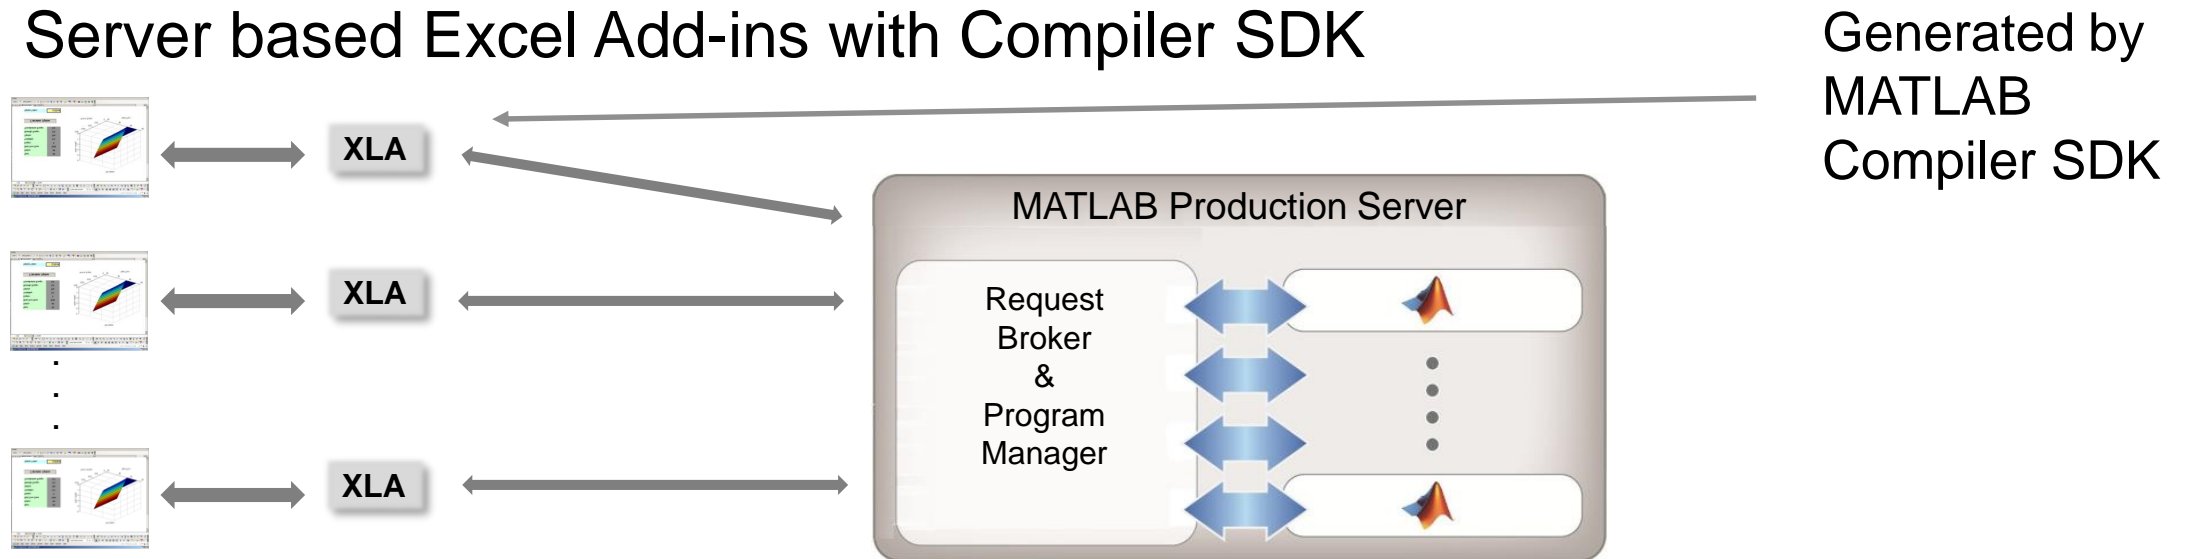 Server based Excel Add-ins with Compiler SDK
Generated by
MATLAB
Compiler SDK
XLA
MATLAB Production Server
XLA
Request
Broker
&
Program
Manager
XLA